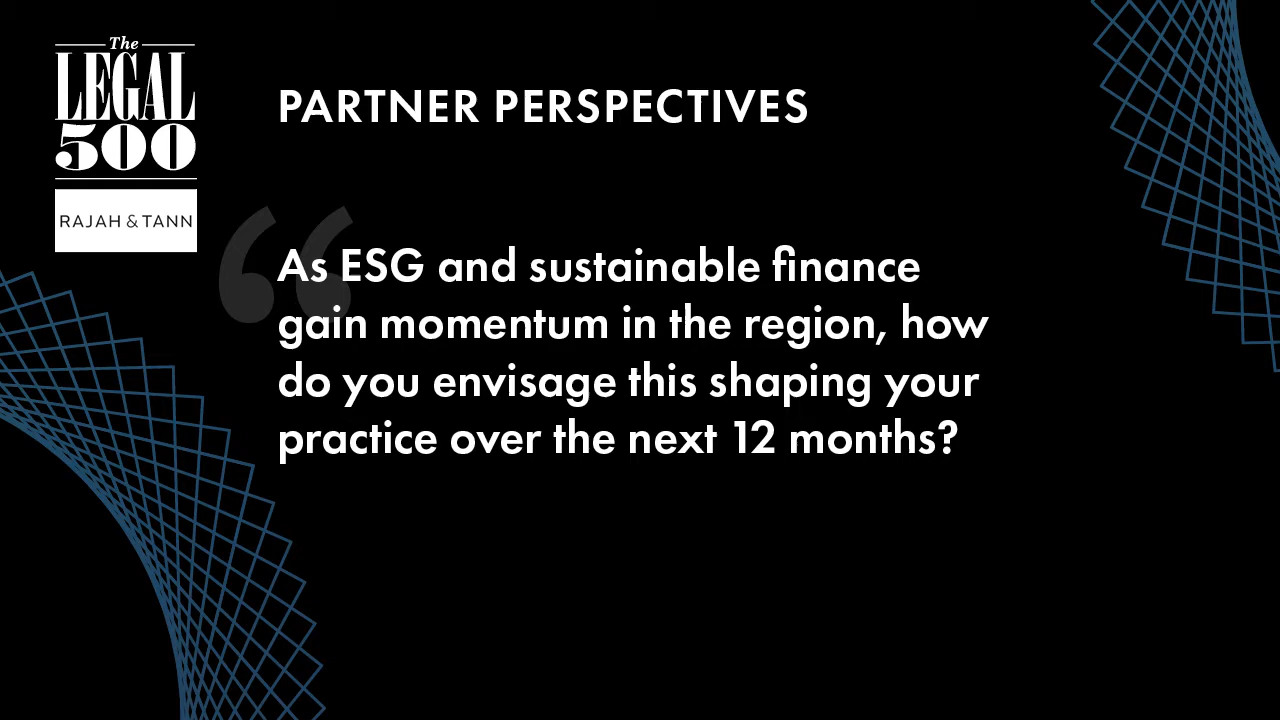 The
LEGAL
500
RAJAH & TANN
PARTNER PERSPECTIVES
“
As ESG and sustainable finance
gain momentum in the region, how
do you envisage this shaping your
practice over the next 12 months?